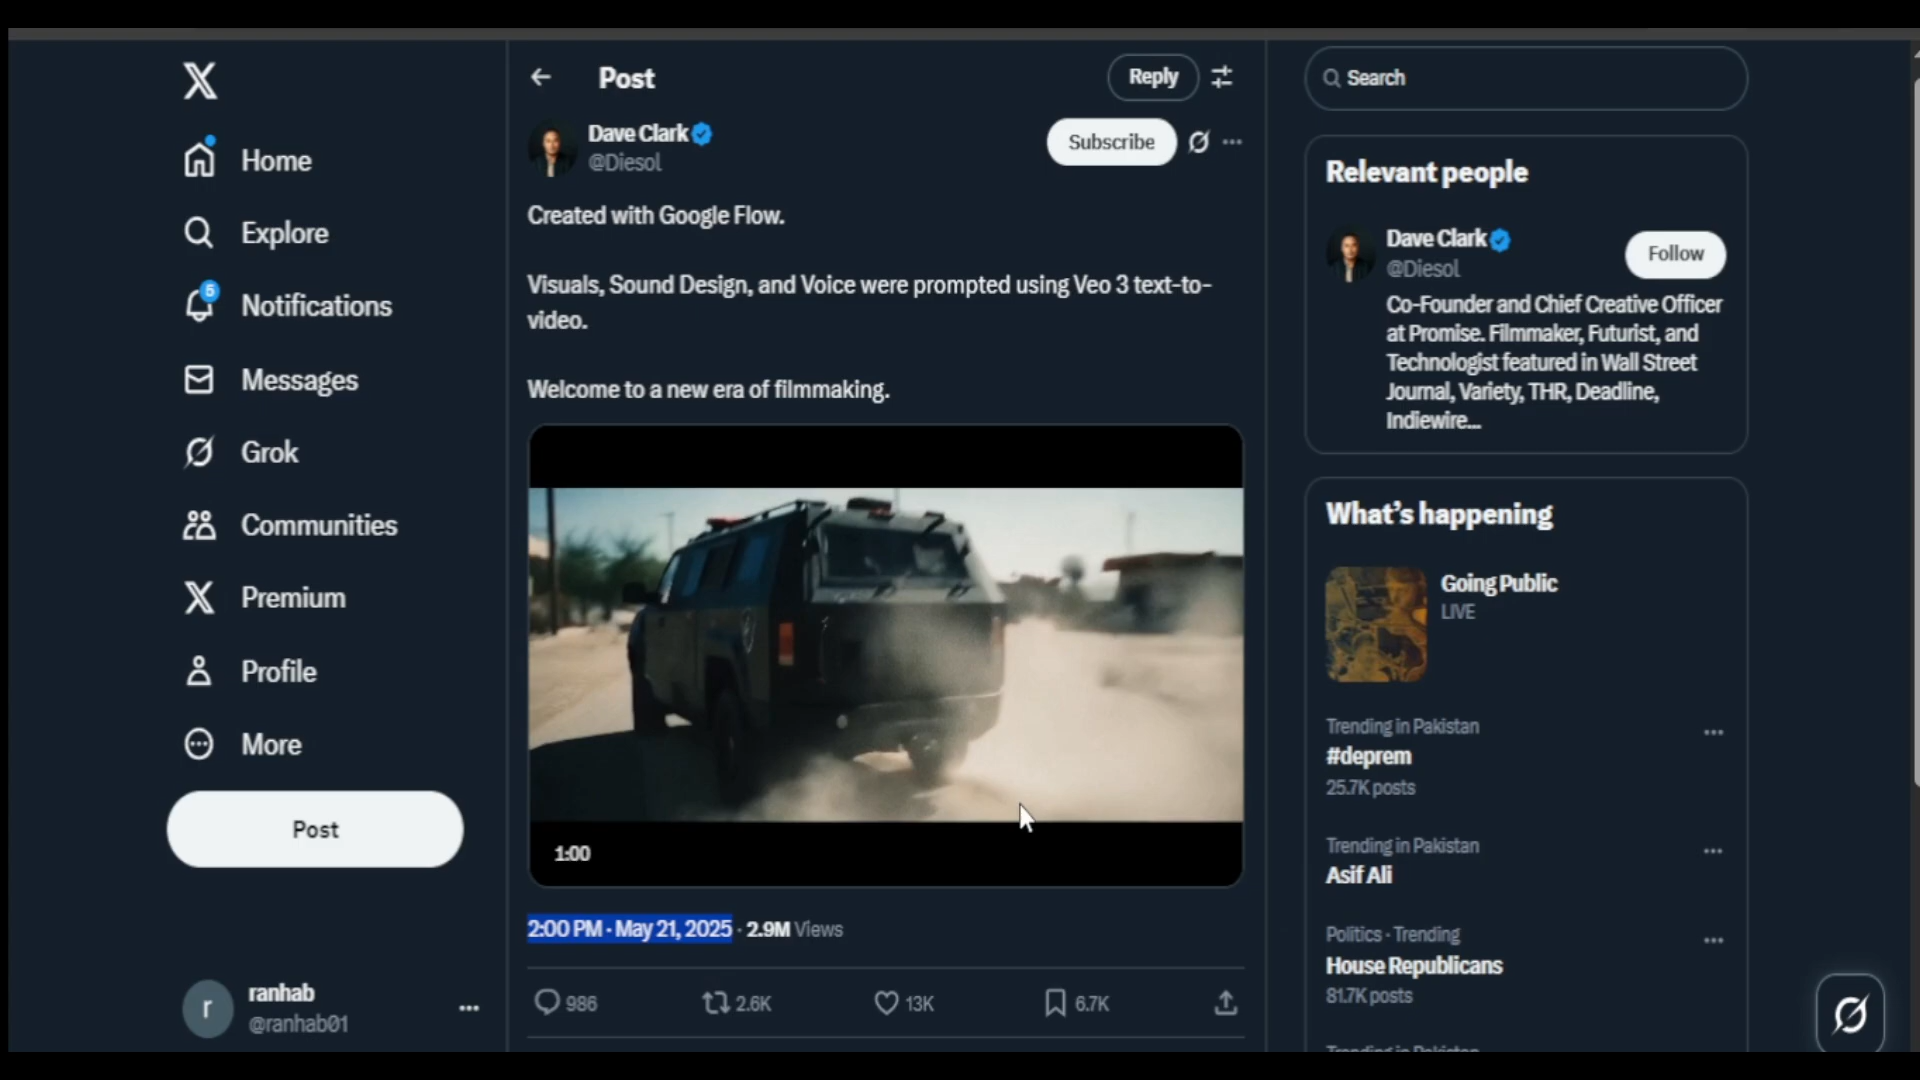 Home
Explore
5
Notifications
Messages
Grok
Communities
Premium
Profile
More
Post
r
ranhab
@ranhab01
Post
Reply
Dave Clark
@Diesol
Subscribe
Created with Google Flow.
Visuals, Sound Design, and Voice were prompted using Veo 3 text-to-
video.
Welcome to a new era of filmmaking.
1:00
2:00 PM · May 21, 2025 · 2.9M Views
986 2.6K 13K 6.7K
Search
Relevant people
Dave Clark
@Diesol
Follow
Co-Founder and Chief Creative Officer
at Promise. Filmmaker, Futurist, and
Technologist featured in Wall Street
Journal, Variety, THR, Deadline,
Indiewire...
What's happening
Going Public
LIVE
Trending in Pakistan
#deprem
25.7K posts
Trending in Pakistan
Asif Ali
Politics · Trending
House Republicans
81.7K posts
Trending in Pakistan